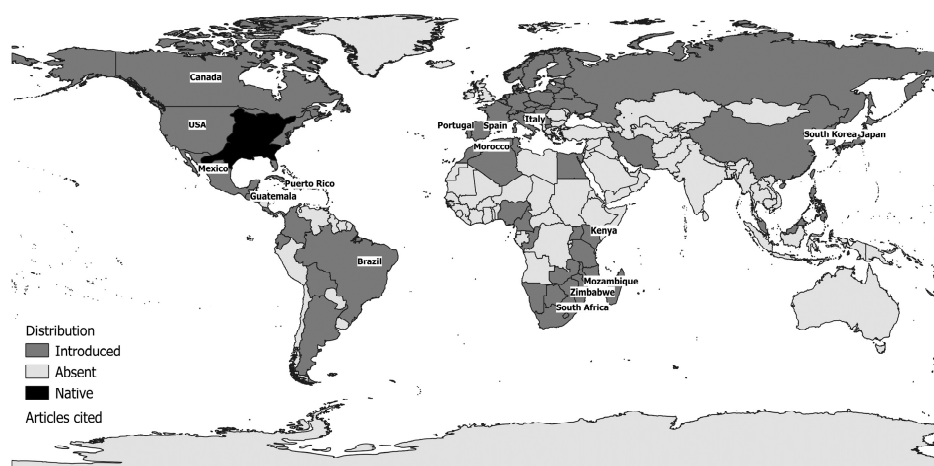 Canada
USA
Mexico
Puerto Rico
Guatemala
Brazil
Portugal
Spain
Italy
Morocco
South Korea
Japan
Kenya
Mozambique
Zimbabwe
South Africa
Distribution
Introduced
Absent
Native
Articles cited